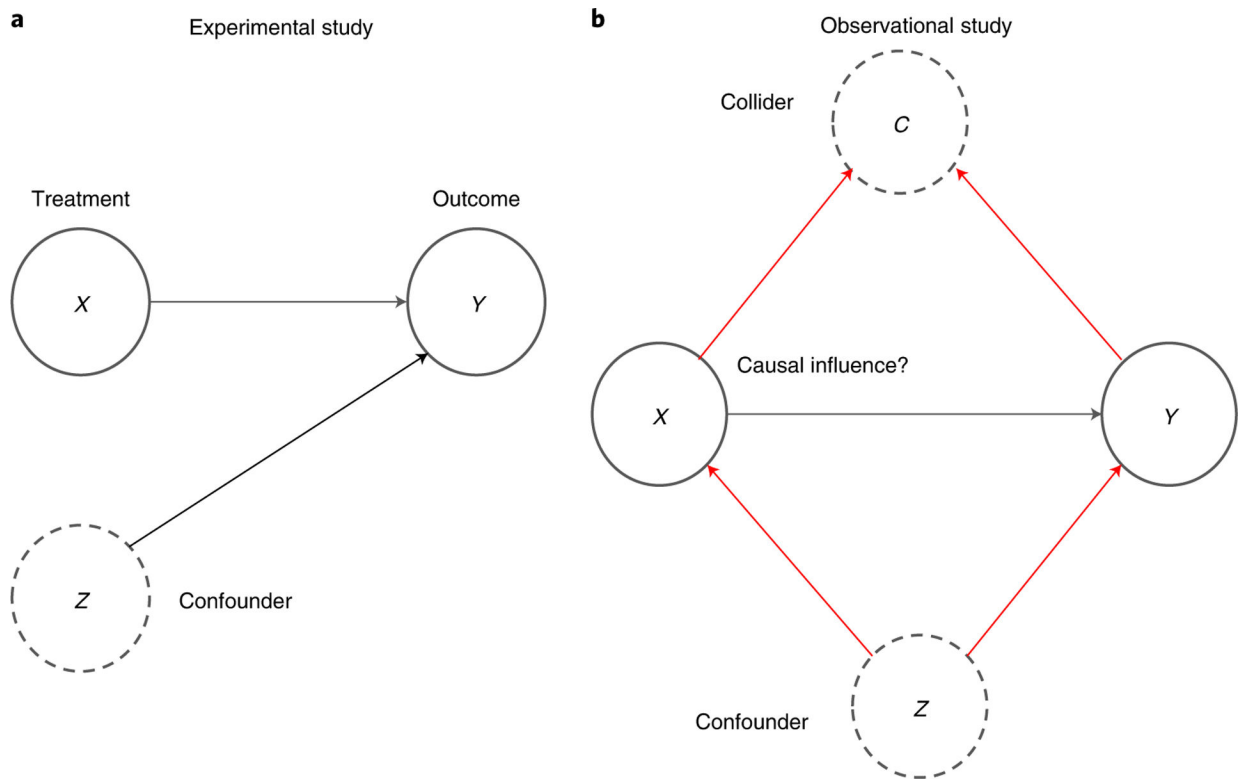 a
Experimental study
Treatment
Outcome
X
Y
Z
Confounder
b
Observational study
Collider
C
Causal influence?
X
Y
Confounder
Z